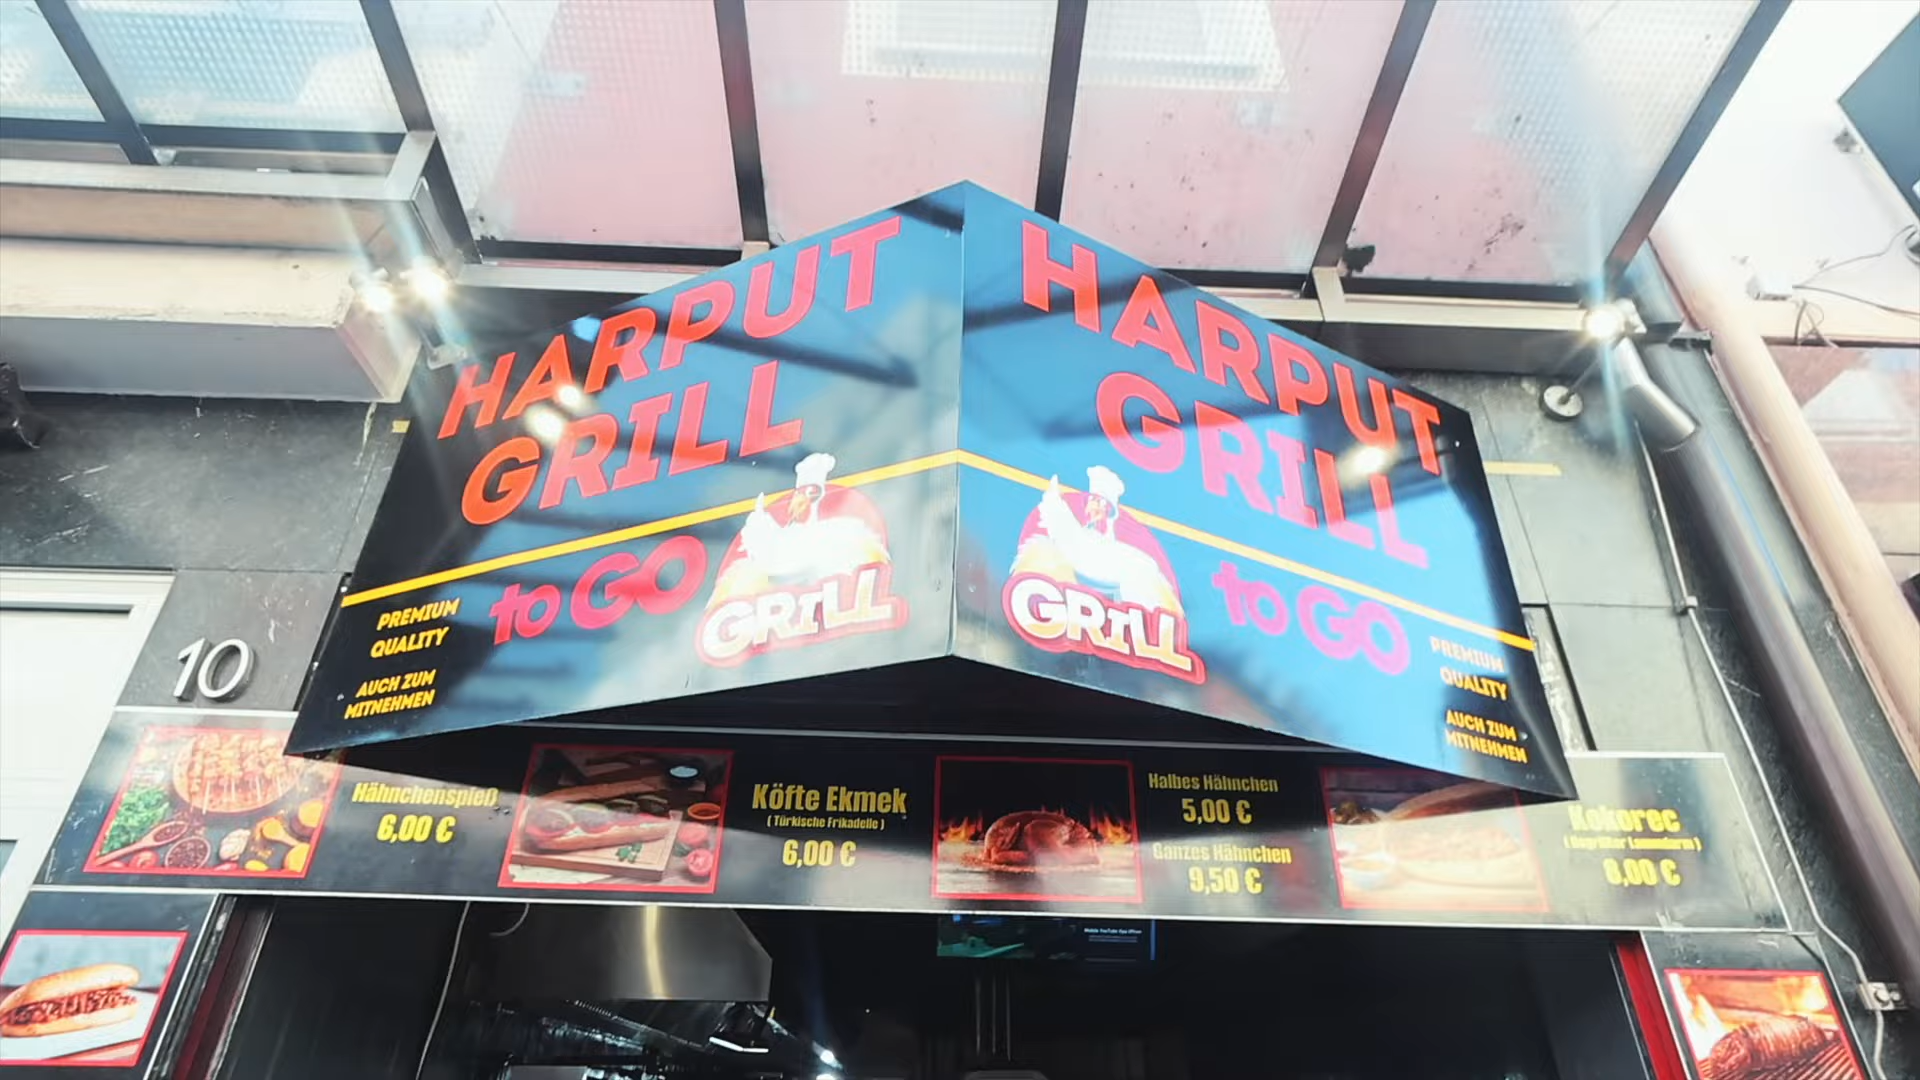 HARPUT
GRILL
to GO
GRILL
PREMIUM
QUALITY
AUCH ZUM
MITNEHMEN
HARPUT
GRILL
GRILL
to GO
PREMIUM
QUALITY
AUCH ZUM
MITNEHMEN
10
Hähnchenspieß
6,00 €
Köfte Ekmek
( Türkische Frikadelle )
6,00 €
Halbes Hähnchen
5,00 €
Ganzes Hähnchen
9,50 €
Kokorec
8,00 €